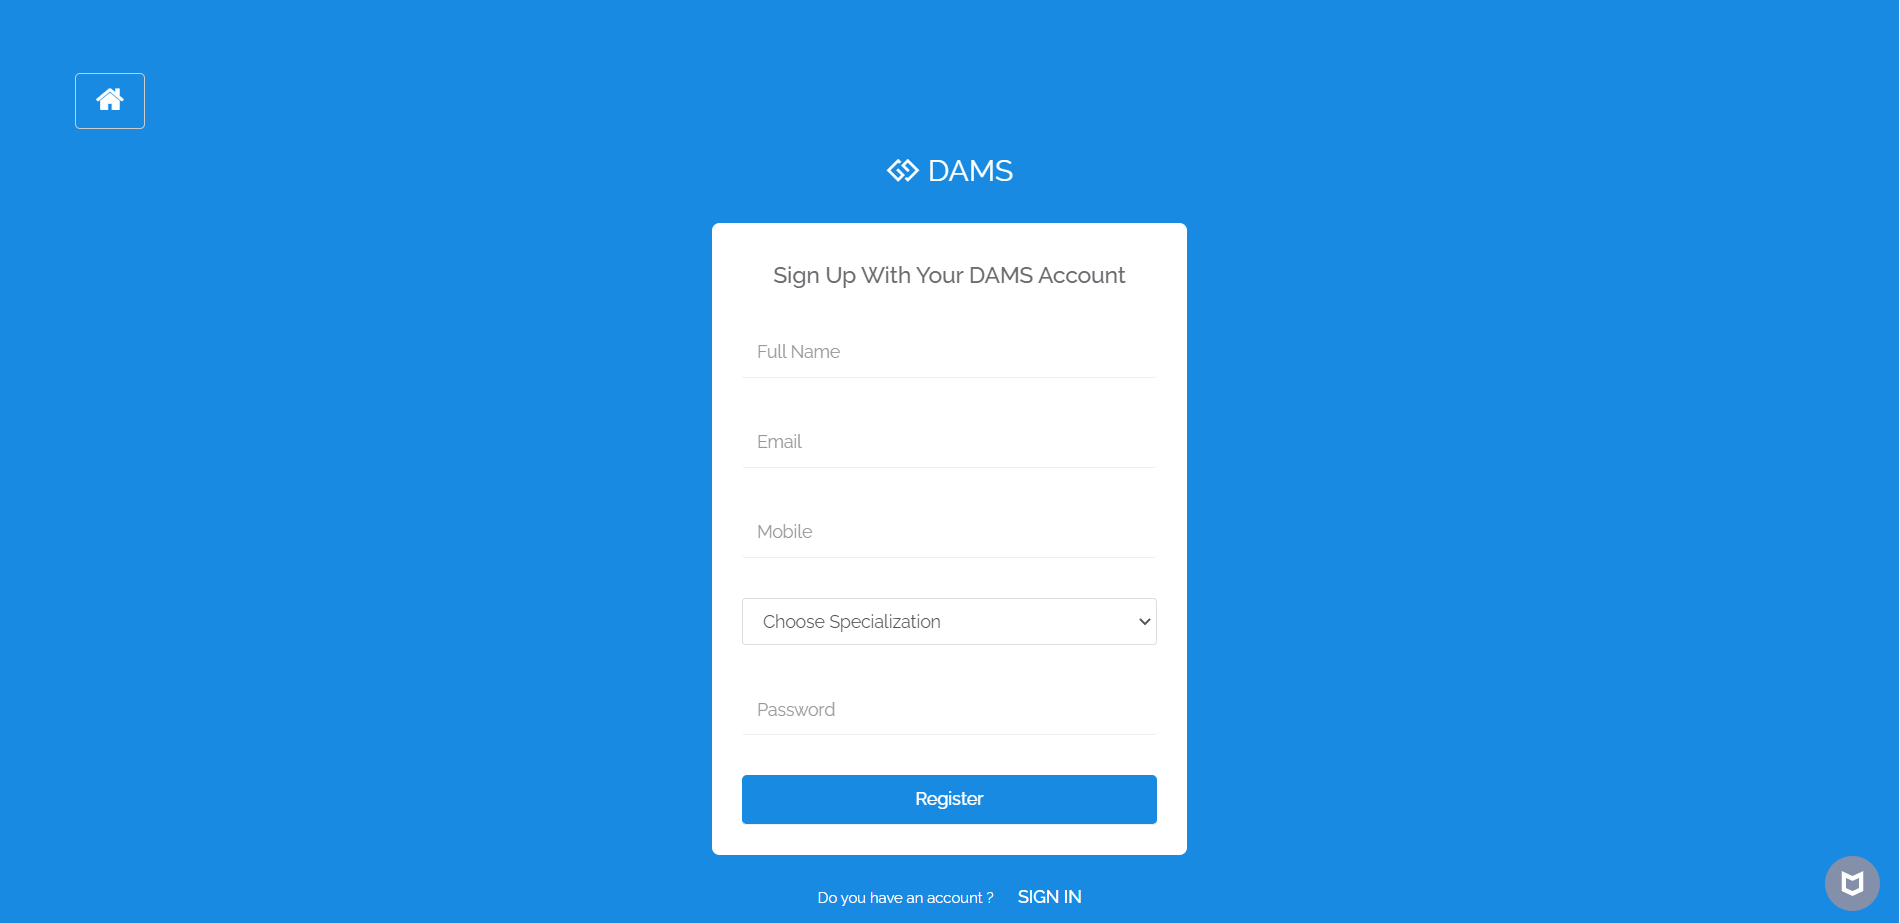 DAMS
Sign Up With Your DAMS Account
Full Name
Email
Mobile
Choose Specialization
Password
Register
Do you have an account ? SIGN IN